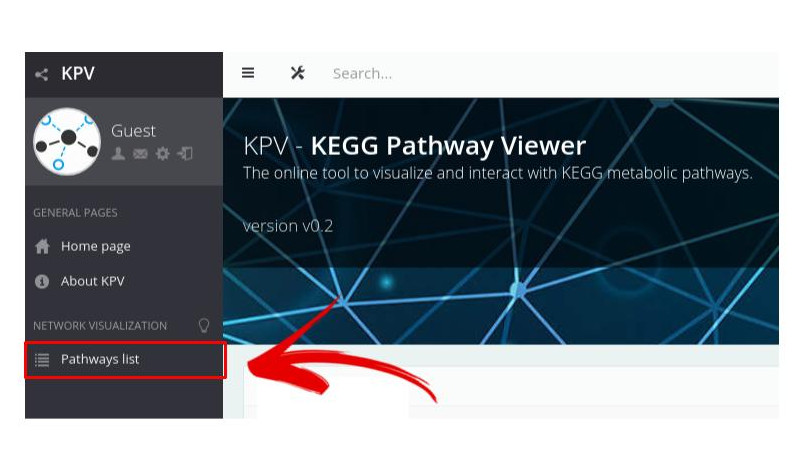 KPV
Search...
Guest
KPV - KEGG Pathway Viewer
The online tool to visualize and interact with KEGG metabolic pathways.
version v0.2
GENERAL PAGES
Home page
About KPV
NETWORK VISUALIZATION
Pathways list